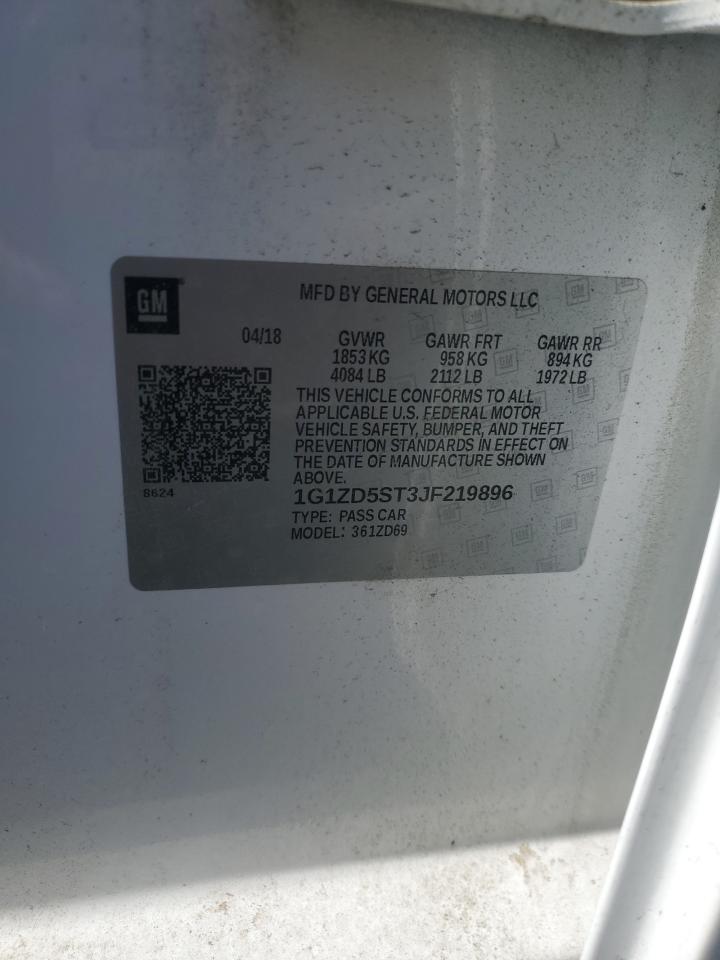 GM
MFD BY GENERAL MOTORS LLC
04/18 GVWR GAWR FRT GAWR RR
1853 KG 958 KG 894 KG
4084 LB 2112 LB 1972 LB
THIS VEHICLE CONFORMS TO ALL
APPLICABLE U.S. FEDERAL MOTOR
VEHICLE SAFETY, BUMPER, AND THEFT
PREVENTION STANDARDS IN EFFECT ON
THE DATE OF MANUFACTURE SHOWN
ABOVE.
8624
1G1ZD5ST3JF219896
TYPE: PASS CAR
MODEL: 361ZD69